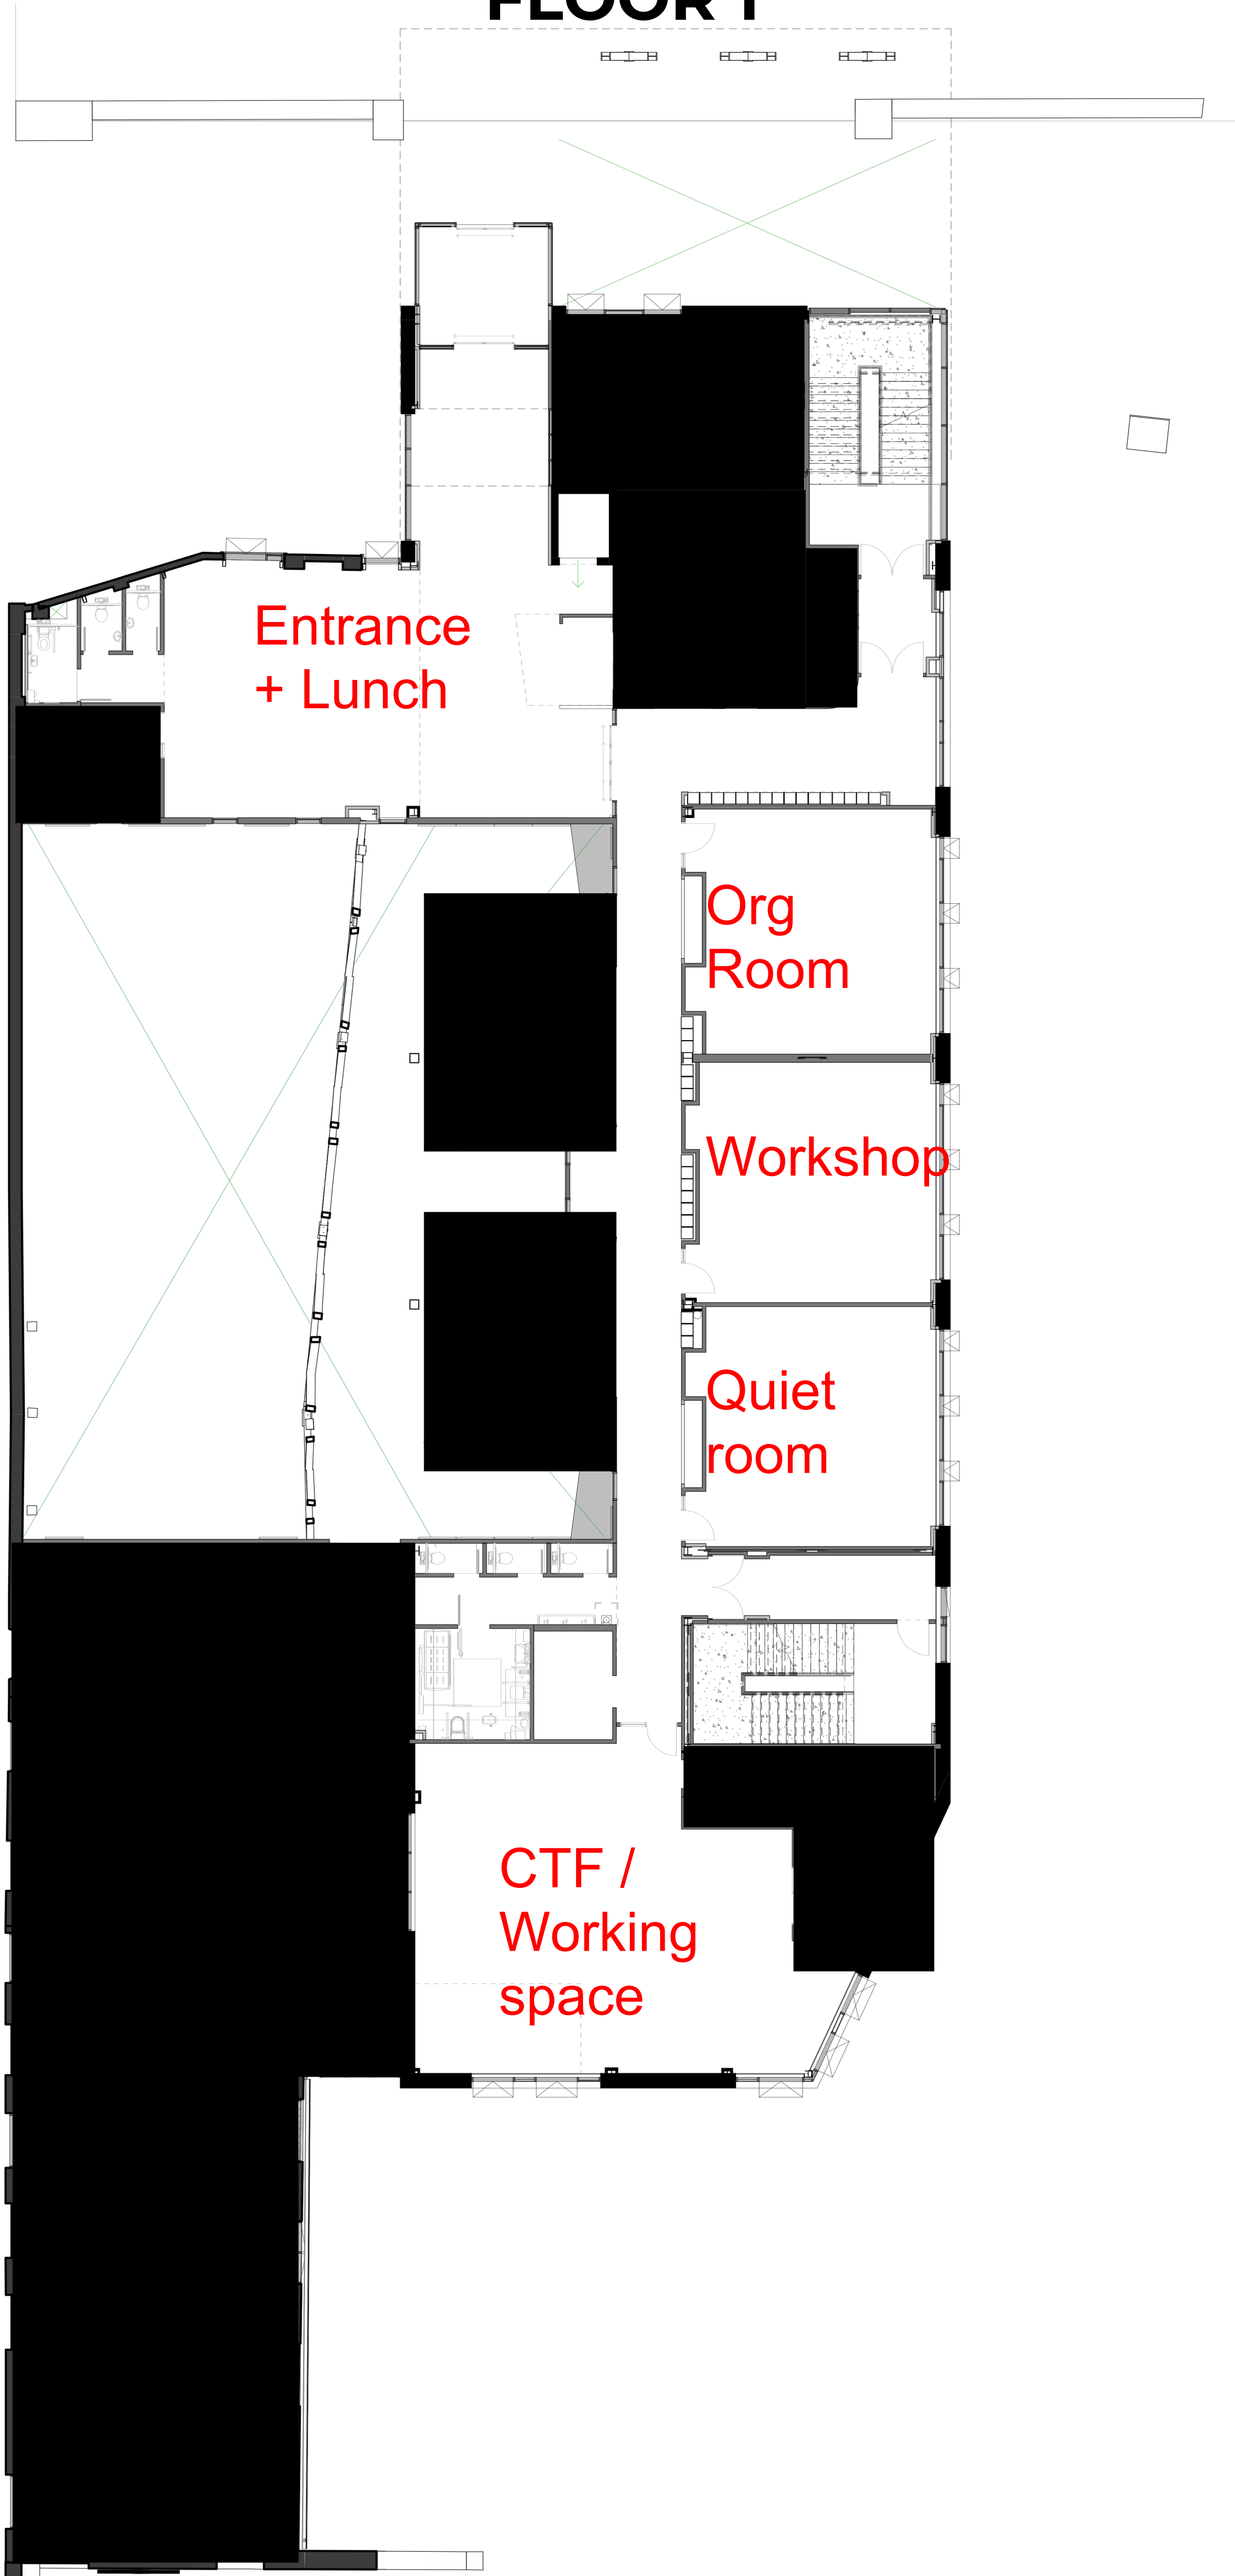 FLOOR 1
Entrance
+ Lunch
Org
Room
Workshop
Quiet
room
CTF /
Working
space